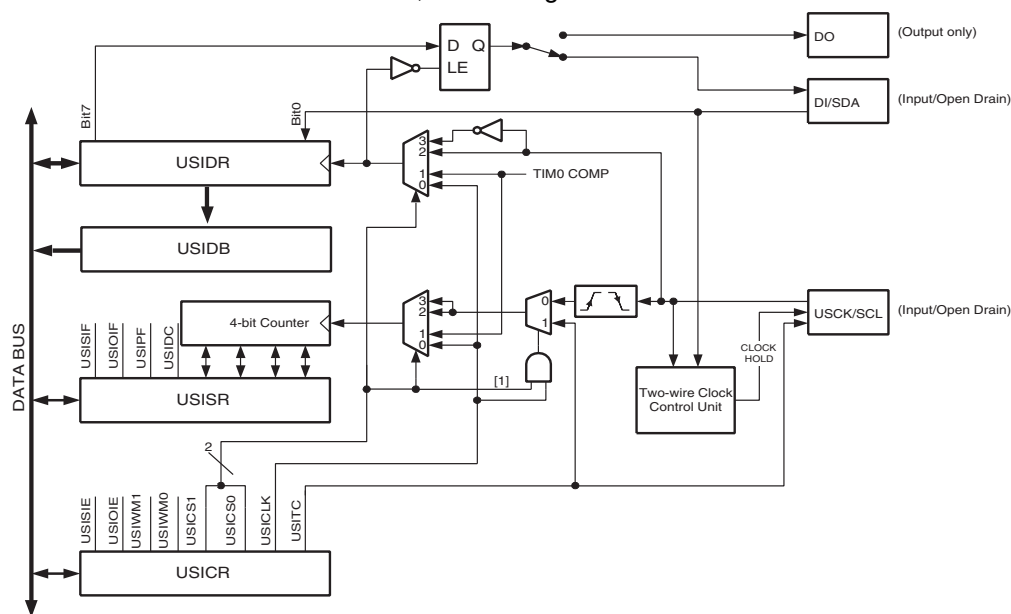 D Q
LE
DO
(Output only)
DI/SDA
(Input/Open Drain)
Bit7
Bit0
USIDR
3
2
1
0
TIM0 COMP
USIDB
DATA BUS
4-bit Counter
3
2
1
0
0
1
USCK/SCL
(Input/Open Drain)
CLOCK
HOLD
USISIF
USIOIF
USIPF
USIDC
[1]
Two-wire Clock
Control Unit
USISR
2
USISIE
USIOIE
USIWM1
USIWM0
USICS1
USICS0
USICLK
USITC
USICR